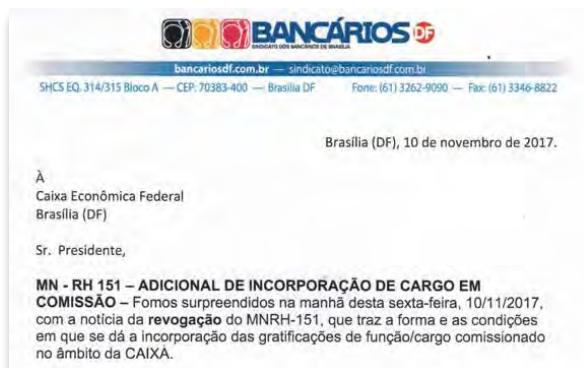 BANCÁRIOS DF
SINDICATO DOS BANCÁRIOS DE BRASÍLIA
bancariosdf.com.br — sindicato@bancariosdf.com.br
SHCS EQ. 314/315 Bloco A — CEP: 70383-400 — Brasília DF Fone: (61) 3262-9090 — Fax: (61) 3346-8822
Brasília (DF), 10 de novembro de 2017.
À
Caixa Econômica Federal
Brasília (DF)
Sr. Presidente,
MN - RH 151 – ADICIONAL DE INCORPORAÇÃO DE CARGO EM
COMISSÃO – Fomos surpreendidos na manhã desta sexta-feira, 10/11/2017,
com a notícia da revogação do MNRH-151, que traz a forma e as condições
em que se dá a incorporação das gratificações de função/cargo comissionado
no âmbito da CAIXA.